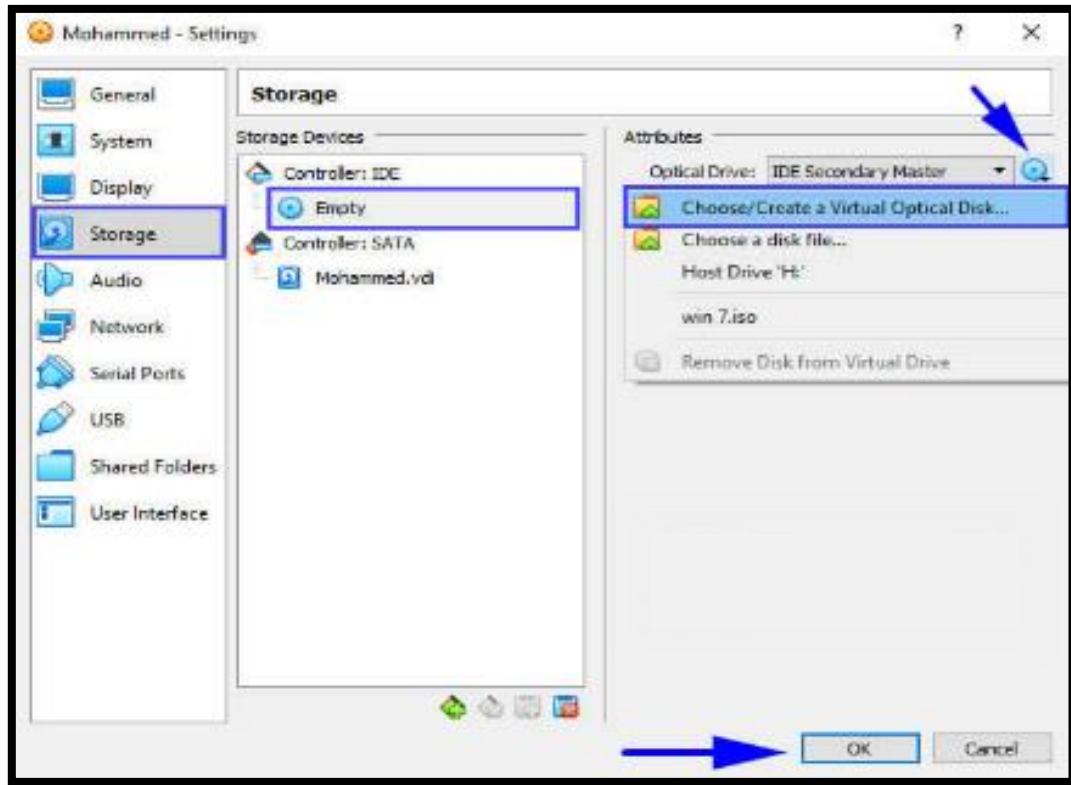 Mohammed - Settings
?
General
System
Display
Storage
Audio
Network
Serial Ports
USB
Shared Folders
User Interface
Storage
Storage Devices
Controller: IDE
Empty
Controller: SATA
Mohammed.vdi
Attributes
Optical Drive: IDE Secondary Master
Choose/Create a Virtual Optical Disk...
Choose a disk file...
Host Drive 'H:'
win 7.iso
Remove Disk from Virtual Drive
OK
Cancel